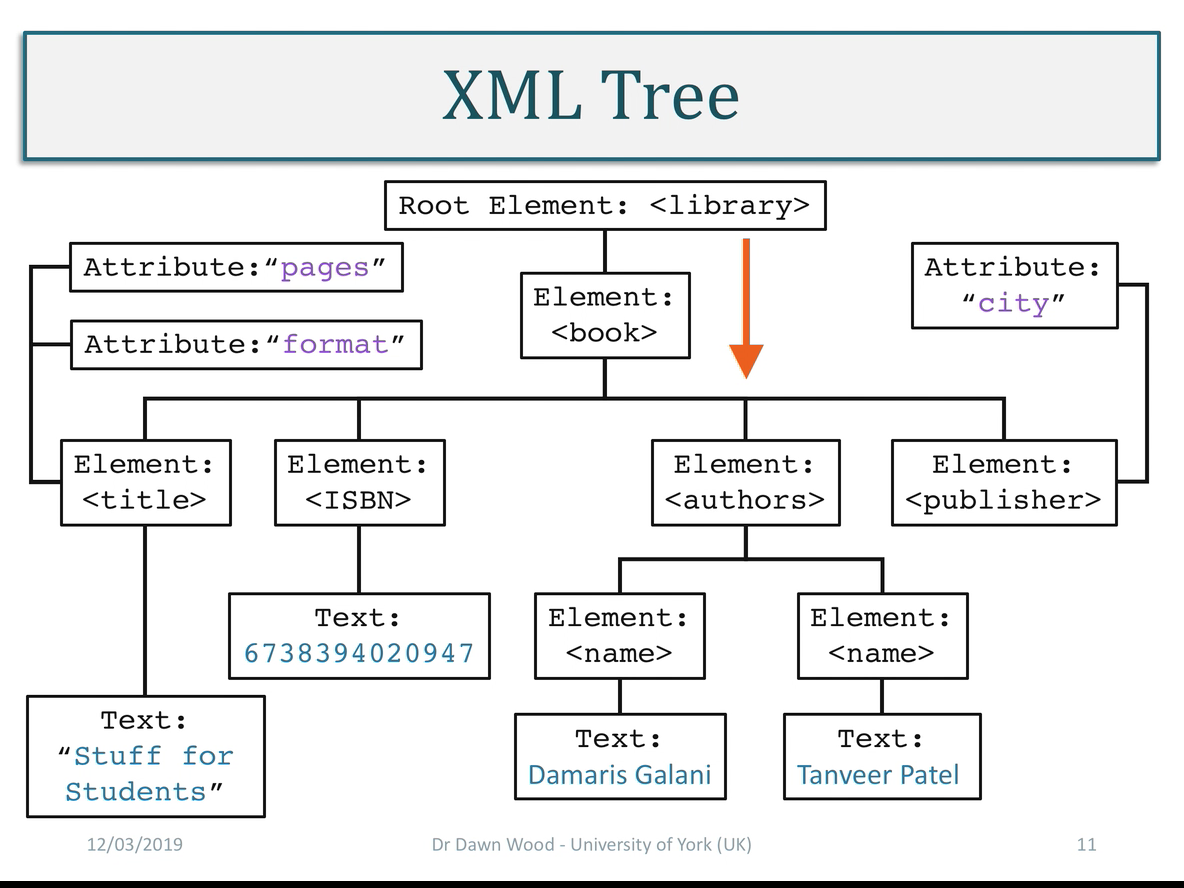 XML Tree
Root Element: <library>
Attribute:“pages”
Attribute:“format”
Element:
<book>
Attribute:
“city”
Element:
<title>
Element:
<ISBN>
Element:
<authors>
Element:
<publisher>
Text:
6738394020947
Element:
<name>
Element:
<name>
Text:
“Stuff for
Students”
Text:
Damaris Galani
Text:
Tanveer Patel
12/03/2019
Dr Dawn Wood - University of York (UK)
11